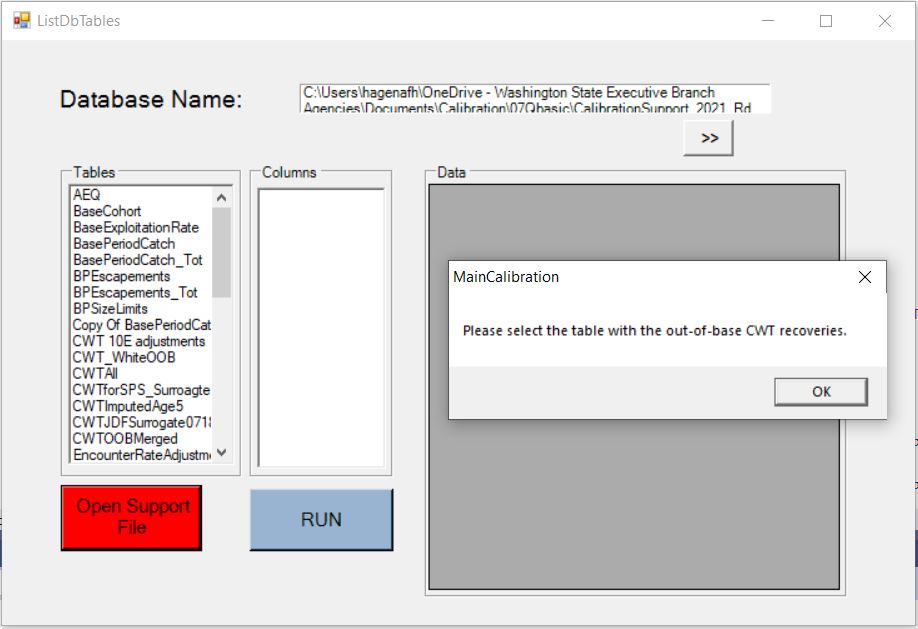 ListDbTables
Database Name:
C:\Users\hagenafh\OneDrive - Washington State Executive Branch
Agencies\Documents\Calibration\07Qbasic\CalibrationSupport_2021_Rd
>>
Tables
Columns
Data
AEQ
BaseCohort
BaseExploitationRate
BasePeriodCatch
BasePeriodCatch_Tot
BPEscapements
BPEscapements_Tot
BPSizeLimits
Copy Of BasePeriodCat
CWT 10E adjustments
CWT_WhiteOOB
CWTAll
CWTforSPS_Surroagte
CWTImputedAge5
CWTJDFSurrogate0718
CWTOOBMerged
EncounterRateAdjustm
MainCalibration
Please select the table with the out-of-base CWT recoveries.
OK
Open Support
File
RUN